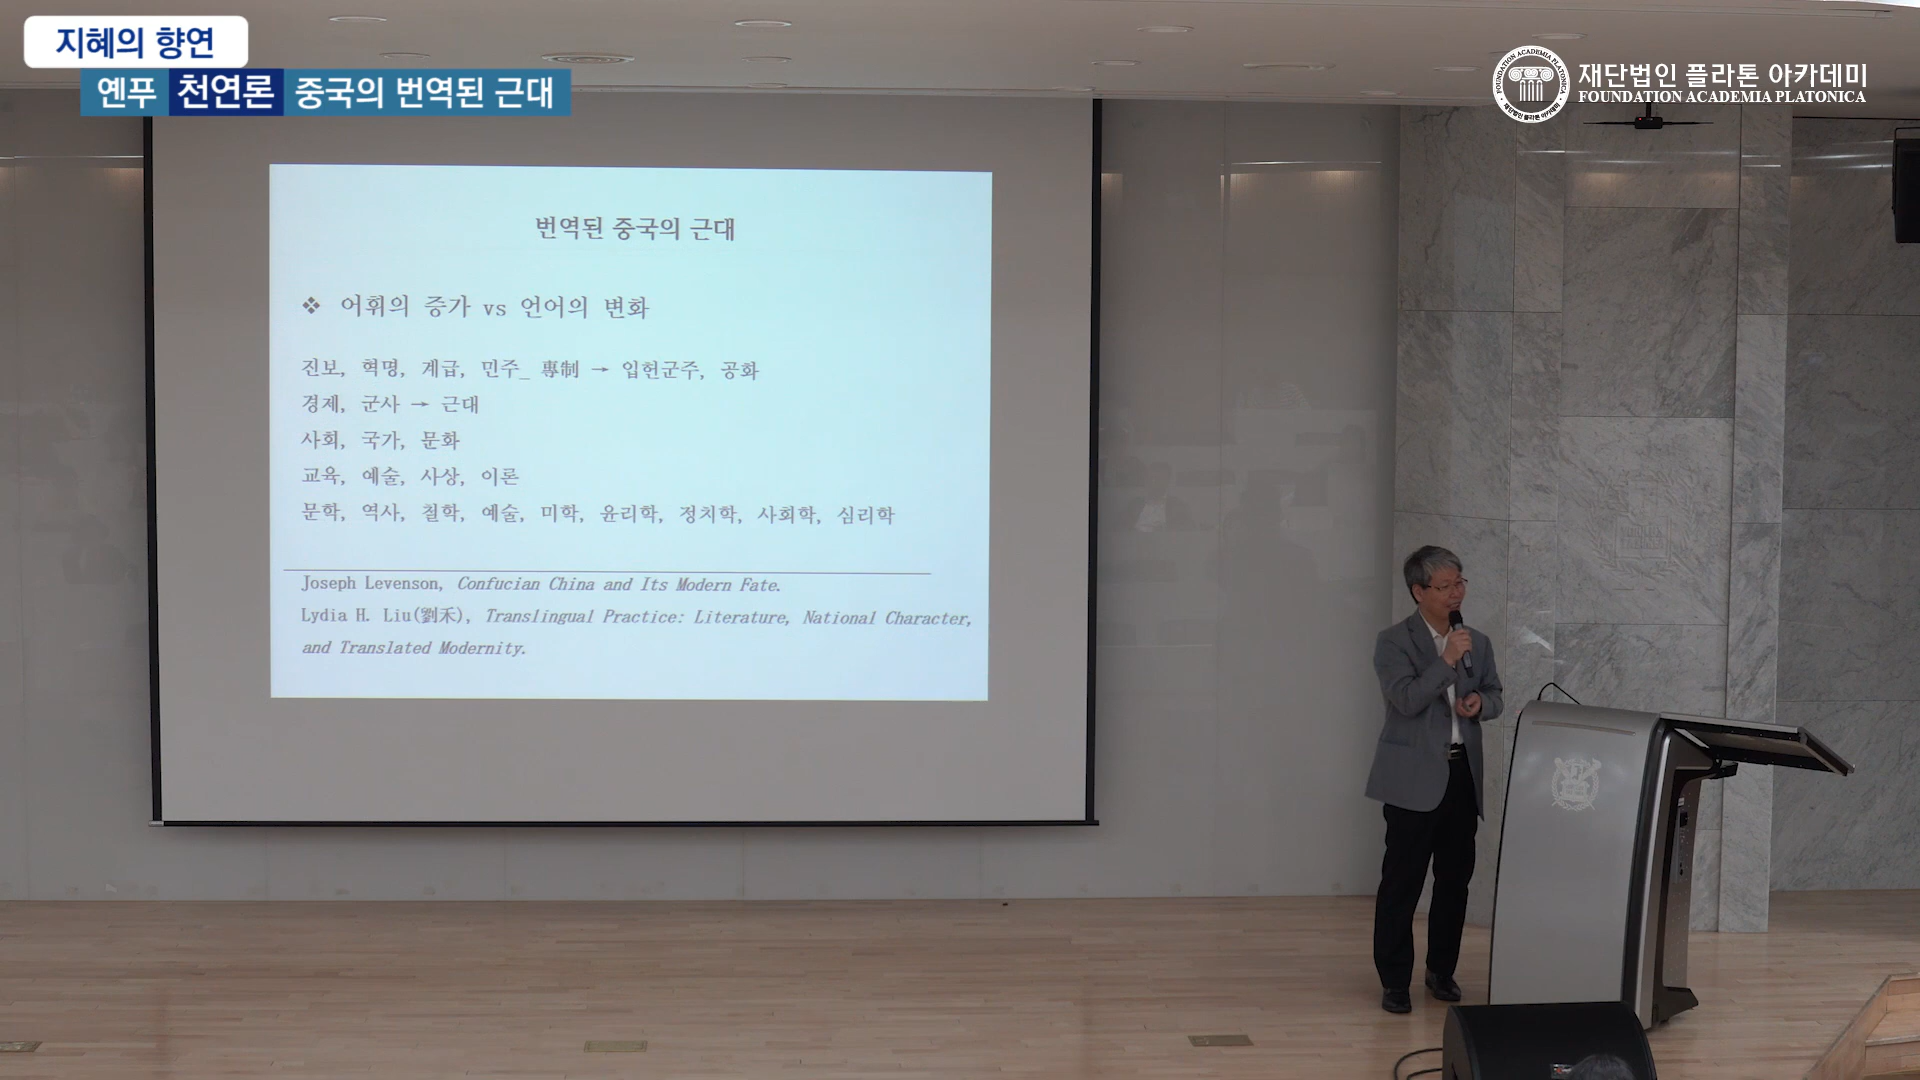 지혜의 향연
옌푸 천연론 중국의 번역된 근대
재단법인 플라톤 아카데미
FOUNDATION ACADEMIA PLATONICA
번역된 중국의 근대
❖ 어휘의 증가 vs 언어의 변화
진보, 혁명, 계급, 민주_ 專制 → 입헌군주, 공화
경제, 군사 → 근대
사회, 국가, 문화
교육, 예술, 사상, 이론
문학, 역사, 철학, 예술, 미학, 윤리학, 정치학, 사회학, 심리학
Joseph Levenson, Confucian China and Its Modern Fate.
Lydia H. Liu(劉禾), Translingual Practice: Literature, National Character,
and Translated Modernity.